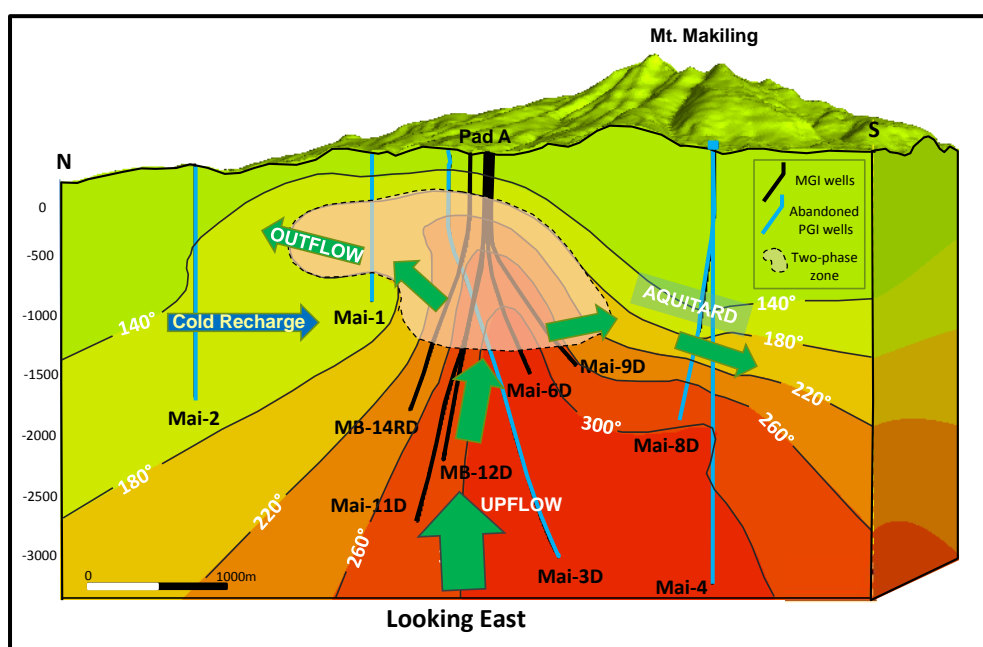 Mt. Makiling
Pad A
N
S
MGI wells
Abandoned
PGI wells
Two-phase
zone
0
-500
-1000
-1500
-2000
-2500
-3000
OUTFLOW
AQUITARD
140°
180°
220°
260°
Cold Recharge
140°
180°
220°
260°
300°
Mai-1
Mai-2
Mai-9D
Mai-6D
MB-14RD
Mai-8D
MB-12D
Mai-11D
UPFLOW
Mai-3D
Mai-4
0
1000m
Looking East